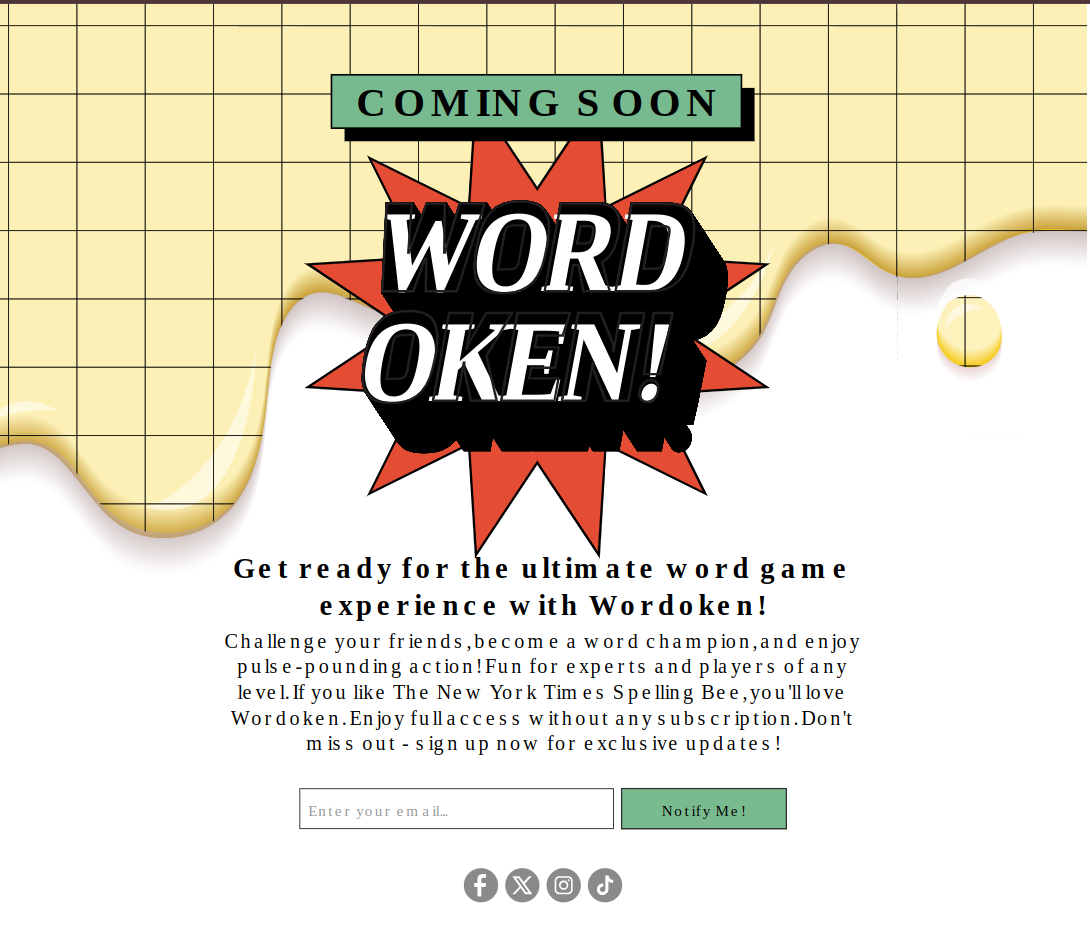 COMING SOON
WORD
OKEN!
Get ready for the ultimate word game
experience with Wordoken!
Challenge your friends,become a word champion,and enjoy
pulse-pounding action!Fun for experts and players of any
level.If you like The New York Times Spelling Bee,you'll love
Wordoken.Enjoy full access without any subscription.Don't
miss out - sign up now for exclusive updates!
Enter your email...
Notify Me!